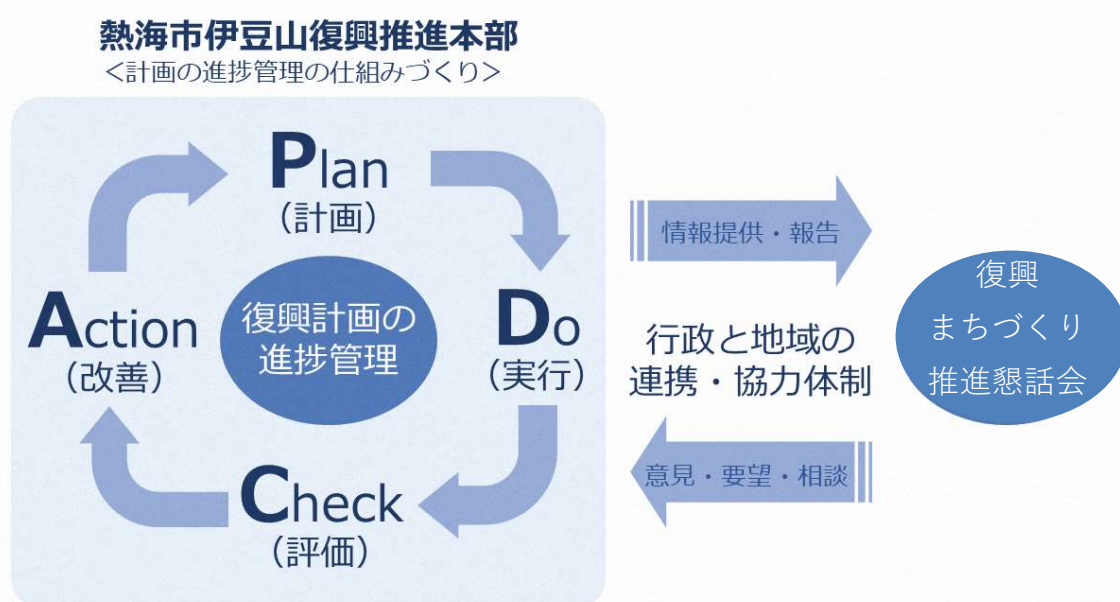 熱海市伊豆山復興推進本部
＜計画の進捗管理の仕組みづくり＞
Plan
（計画）
Do
（実行）
Check
（評価）
Action
（改善）
復興計画の
進捗管理
情報提供・報告
行政と地域の
連携・協力体制
意見・要望・相談
復興
まちづくり
推進懇話会